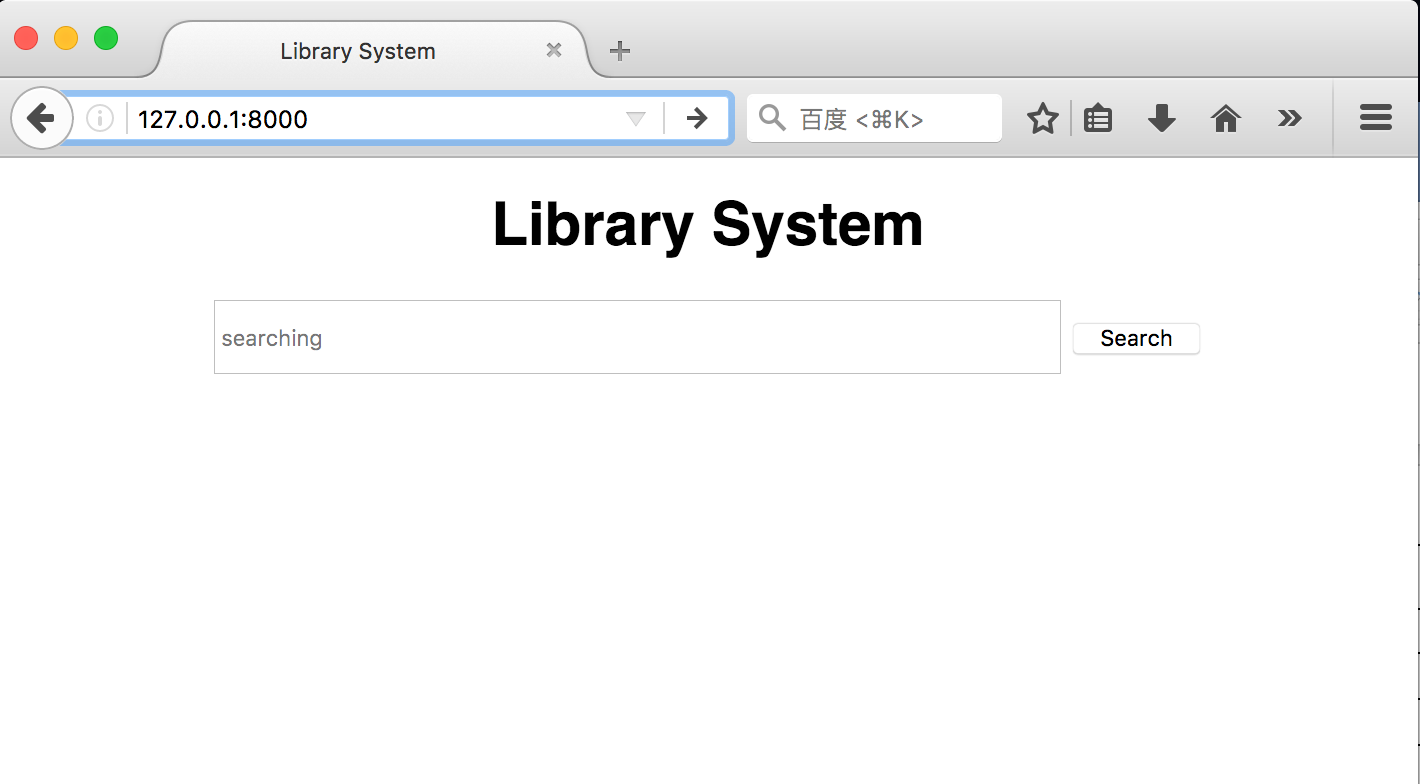 Library System
127.0.0.1:8000
百度 <⌘K>
Library System
searching
Search